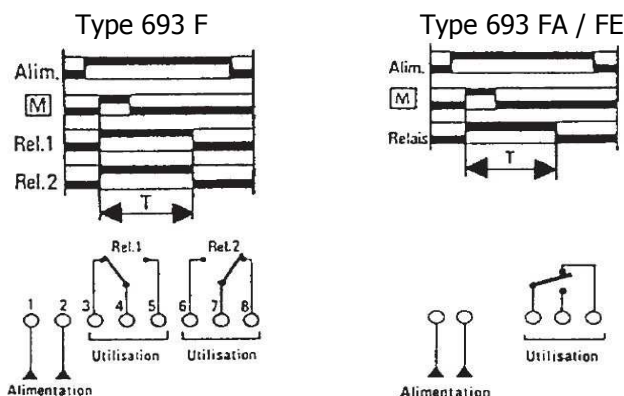 Type 693 F
Alim.
M
Rel.1
Rel.2
T
Rel.1
Rel.2
1 2 3 4 5 6 7 8
Utilisation
Utilisation
Alimentation
Type 693 FA / FE
Alim.
M
Relais
T
Utilisation
Alimentation